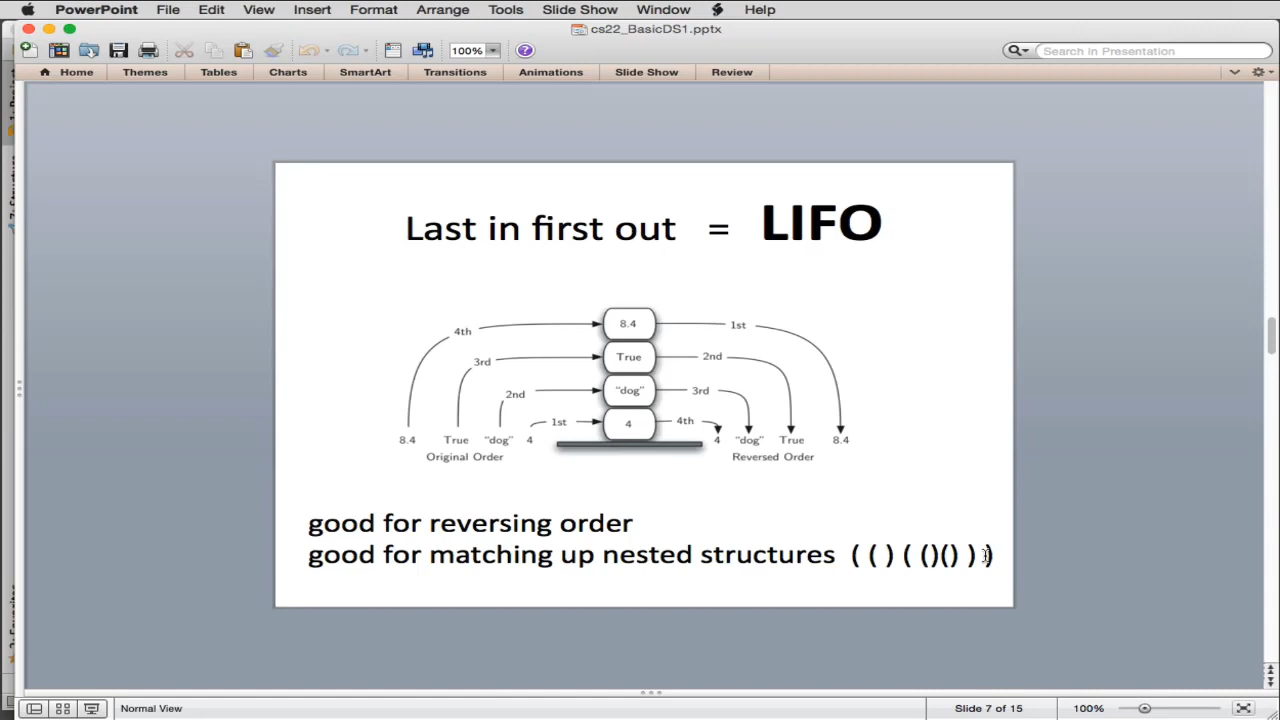 PowerPoint File Edit View Insert Format Arrange Tools Slide Show Window Help
cs22_BasicDS1.pptx
100% Search in Presentation
Home Themes Tables Charts SmartArt Transitions Animations Slide Show Review
Last in first out = LIFO
4th 8.4 1st
3rd True 2nd
2nd "dog" 3rd
1st 4 4th
8.4 True "dog" 4 4 "dog" True 8.4
Original Order Reversed Order
good for reversing order
good for matching up nested structures ( ( ) ( ()() ) )
Normal View Slide 7 of 15 100%